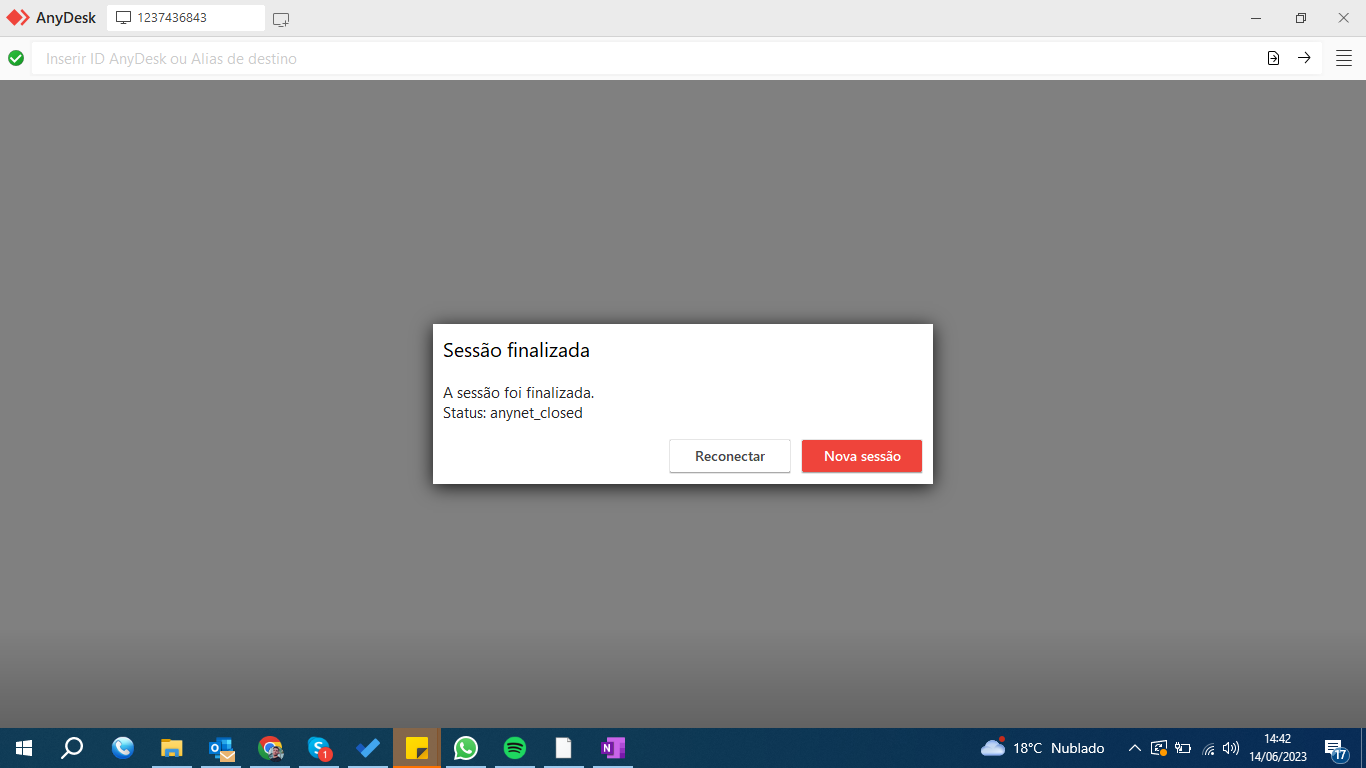 AnyDesk
1237436843
Inserir ID AnyDesk ou Alias de destino
Sessão finalizada
A sessão foi finalizada.
Status: anynet_closed
Reconectar
Nova sessão
1
18°C Nublado
14:42
14/06/2023
17